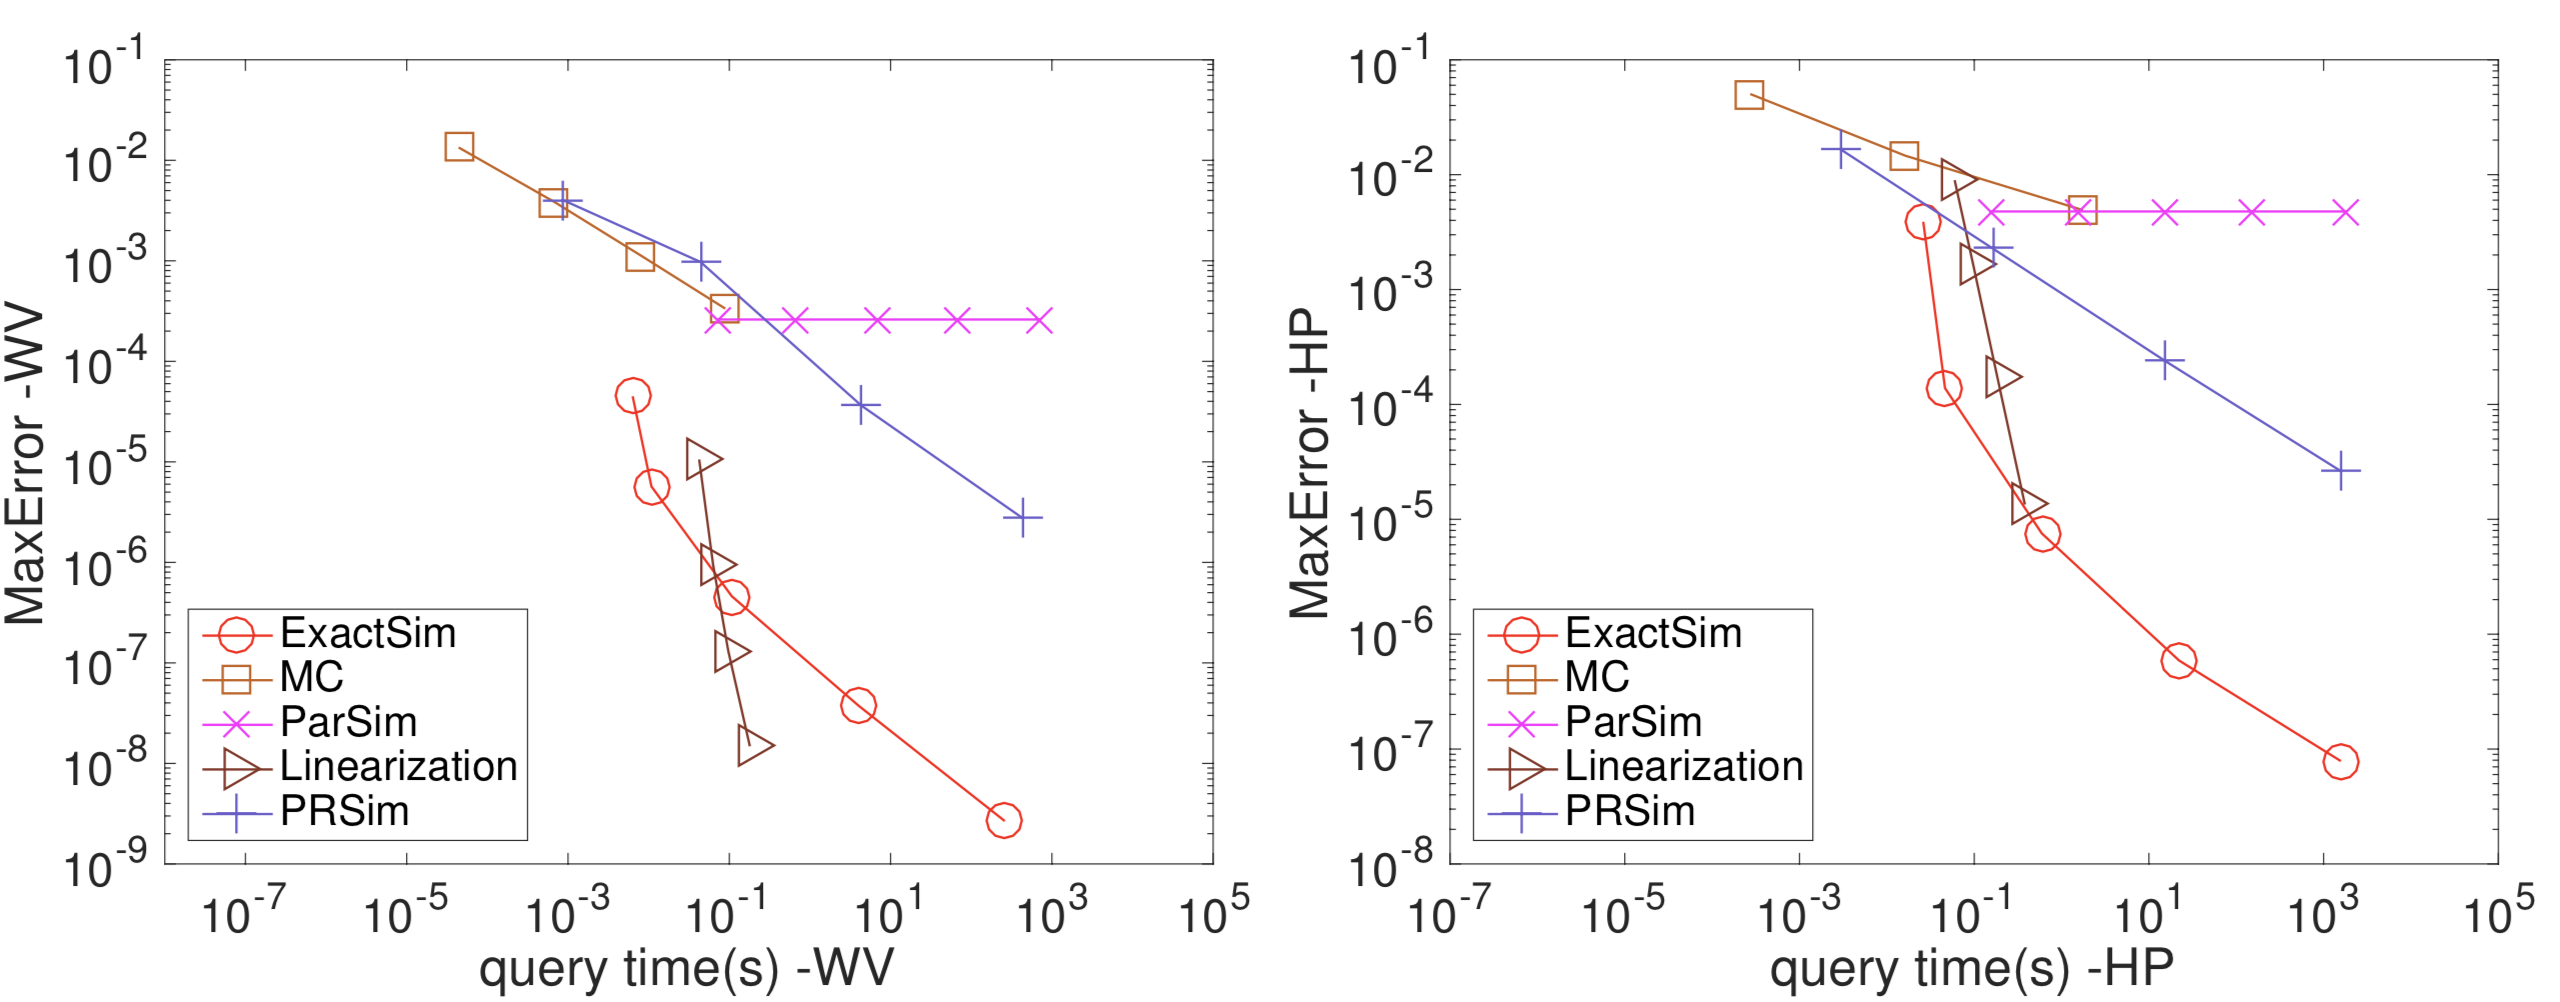 MaxError -WV
10^-1
10^-2
10^-3
10^-4
10^-5
10^-6
10^-7
10^-8
10^-9
ExactSim
MC
ParSim
Linearization
PRSim
10^-7 10^-5 10^-3 10^-1 10^1 10^3 10^5
query time(s) -WV
MaxError -HP
10^-1
10^-2
10^-3
10^-4
10^-5
10^-6
10^-7
10^-8
ExactSim
MC
ParSim
Linearization
PRSim
10^-7 10^-5 10^-3 10^-1 10^1 10^3 10^5
query time(s) -HP